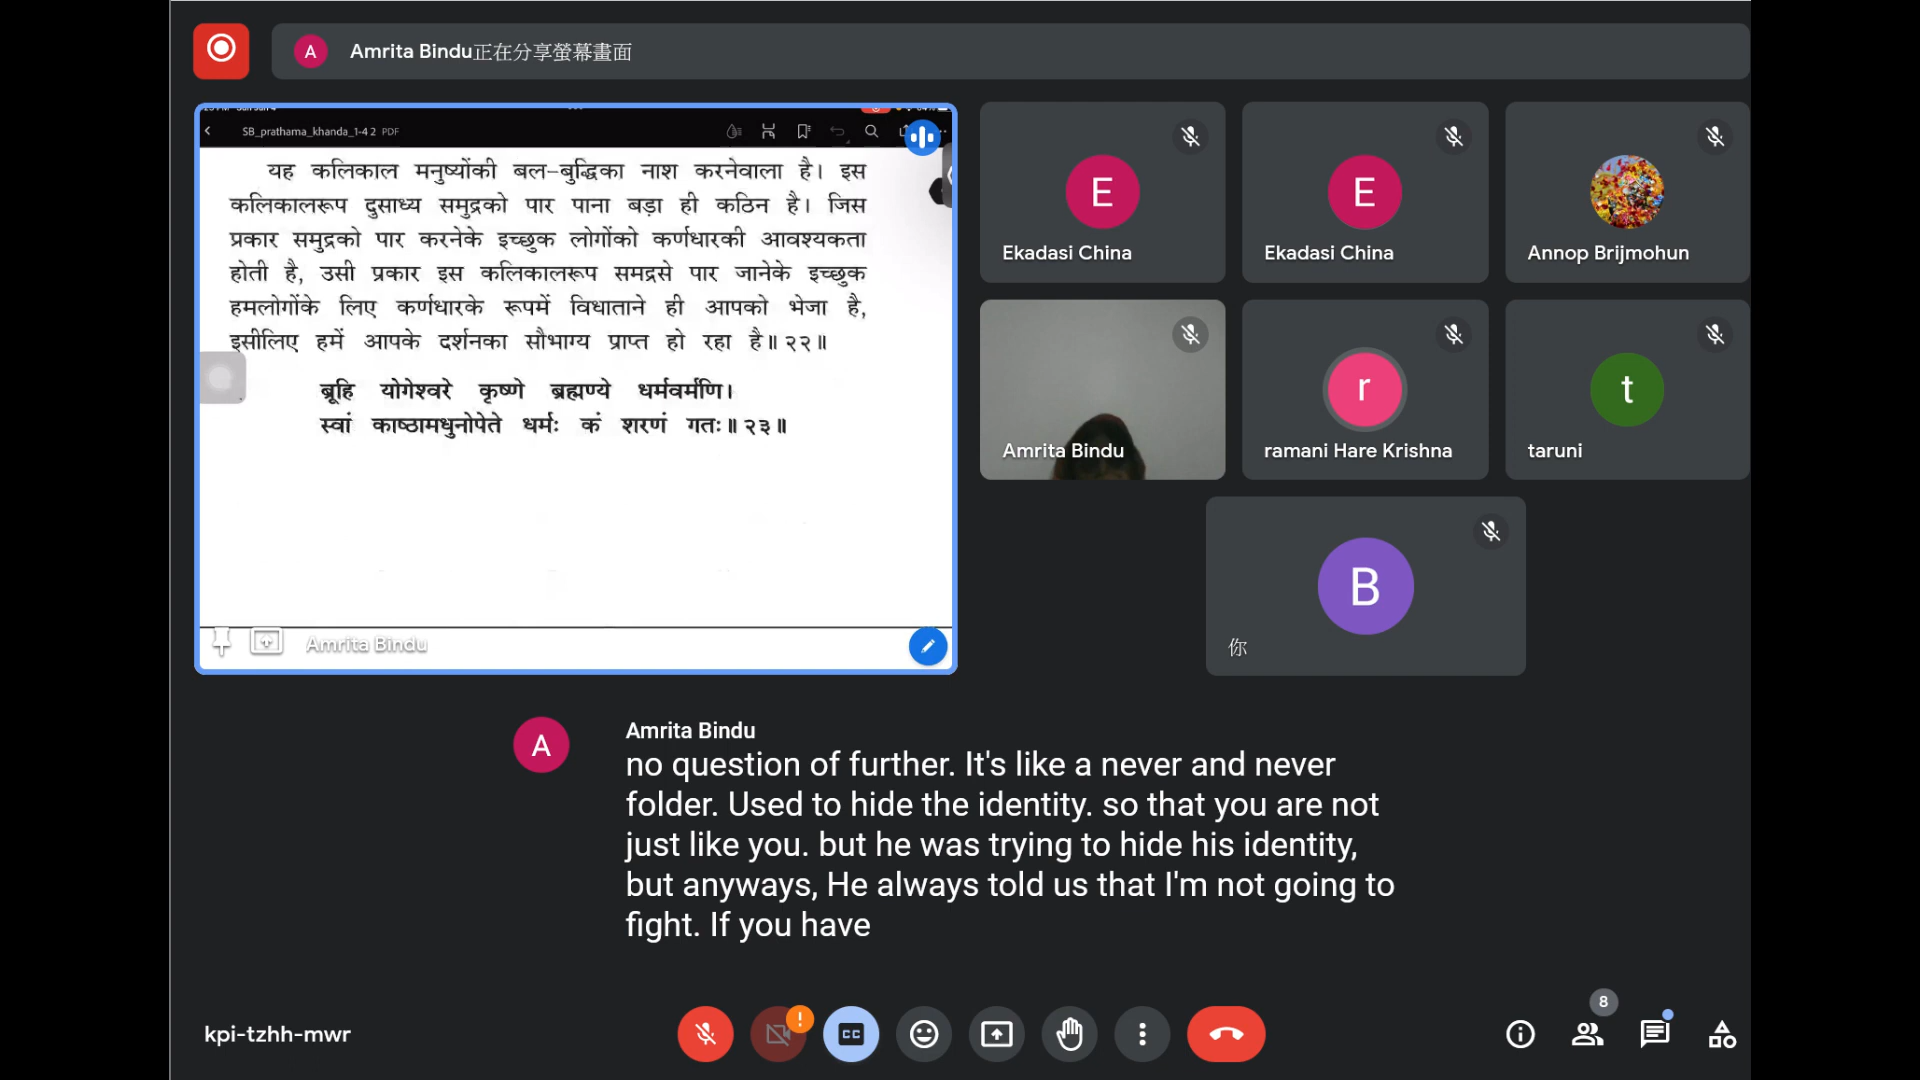 A Amrita Bindu正在分享螢幕畫面
SB_prathama_khanda_1-4 2 PDF
यह कलिकाल मनुष्योंकी बल-बुद्धिका नाश करनेवाला है। इस
कलिकालरूप दुसाध्य समुद्रको पार पाना बड़ा ही कठिन है। जिस
प्रकार समुद्रको पार करनेके इच्छुक लोगोंको कर्णधारकी आवश्यकता
होती है, उसी प्रकार इस कलिकालरूप समद्रसे पार जानेके इच्छुक
हमलोगोंके लिए कर्णधारके रूपमें विधाताने ही आपको भेजा है,
इसीलिए हमें आपके दर्शनका सौभाग्य प्राप्त हो रहा है॥२२॥
ब्रूहि योगेश्वरे कृष्णे ब्रह्मण्ये धर्मवर्मणि।
स्वां काष्ठामधुनोपेते धर्मः कं शरणं गतः॥२३॥
Amrita Bindu
E
Ekadasi China
E
Ekadasi China
Annop Brijmohun
Amrita Bindu
r
ramani Hare Krishna
t
taruni
B
你
A
Amrita Bindu
no question of further. It's like a never and never
folder. Used to hide the identity. so that you are not
just like you. but he was trying to hide his identity,
but anyways, He always told us that I'm not going to
fight. If you have
kpi-tzhh-mwr
!
CC
8